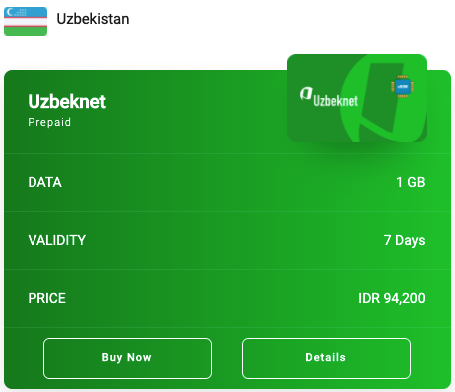 Uzbekistan
Uzbeknet
Prepaid
Uzbeknet
DATA
1 GB
VALIDITY
7 Days
PRICE
IDR 94,200
Buy Now
Details